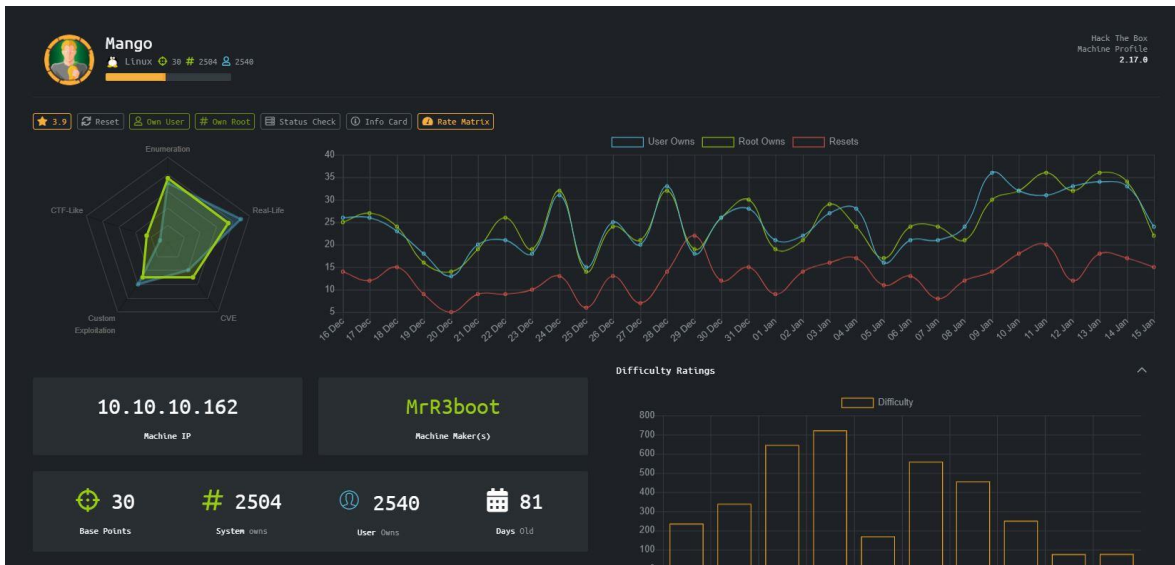 Mango
Linux 30 # 2504 2540
Hack The Box
Machine Profile
2.17.0
3.9 Reset Own User # Own Root Status Check Info Card Rate Matrix
Enumeration
CTF-Like
Real-Life
Custom
Exploitation
CVE
User Owns Root Owns Resets
40
35
30
25
20
15
10
5
16 Dec 17 Dec 18 Dec 19 Dec 20 Dec 21 Dec 22 Dec 23 Dec 24 Dec 25 Dec 26 Dec 27 Dec 28 Dec 29 Dec 30 Dec 31 Dec 01 Jan 02 Jan 03 Jan 04 Jan 05 Jan 06 Jan 07 Jan 08 Jan 09 Jan 10 Jan 11 Jan 12 Jan 13 Jan 14 Jan 15 Jan
10.10.10.162
Machine IP
MrR3boot
Machine Maker(s)
30 # 2504 2540 81
Base Points System owns User Owns Days Old
Difficulty Ratings
Difficulty
800
700
600
500
400
300
200
100